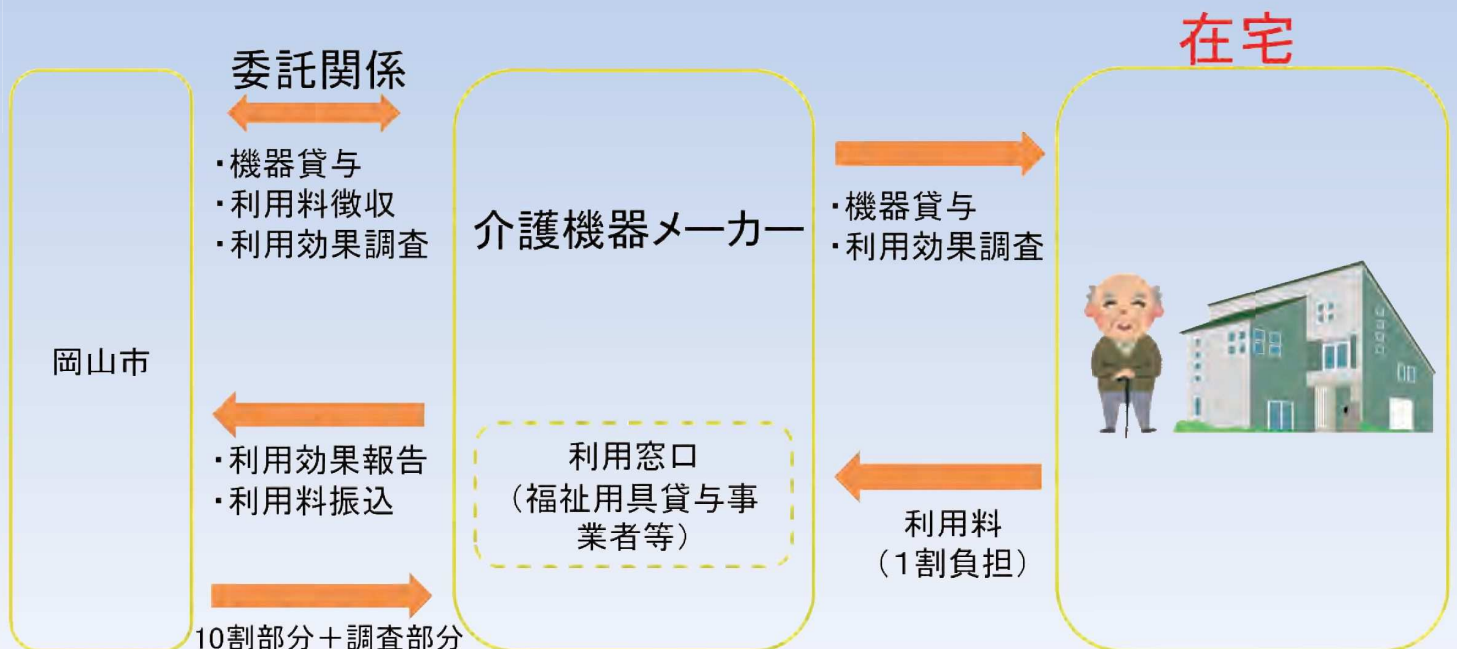 在宅
委託関係
・機器貸与
・利用料徴収
・利用効果調査
介護機器メーカー
・機器貸与
・利用効果調査
岡山市
・利用効果報告
・利用料振込
利用窓口
（福祉用具貸与事
業者等）
利用料
（1割負担）
10割部分＋調査部分